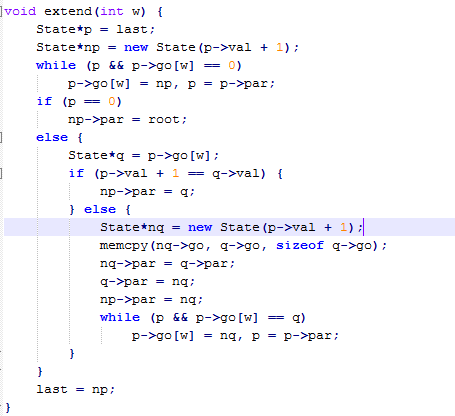 void extend(int w) {
State*p = last;
State*np = new State(p->val + 1);
while (p && p->go[w] == 0)
p->go[w] = np, p = p->par;
if (p == 0)
np->par = root;
else {
State*q = p->go[w];
if (p->val + 1 == q->val) {
np->par = q;
} else {
State*nq = new State(p->val + 1);
memcpy(nq->go, q->go, sizeof q->go);
nq->par = q->par;
q->par = nq;
np->par = nq;
while (p && p->go[w] == q)
p->go[w] = nq, p = p->par;
}
}
last = np;
}